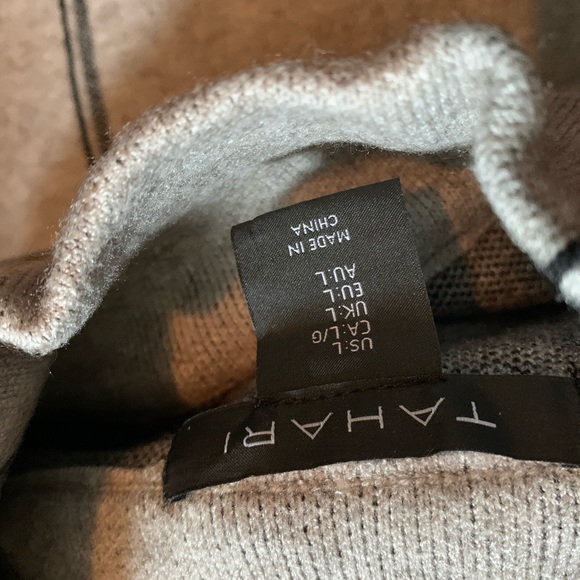 TAHARI
US:L
CA:L/G
UK:L
EU:L
AU:L
MADE IN
CHINA